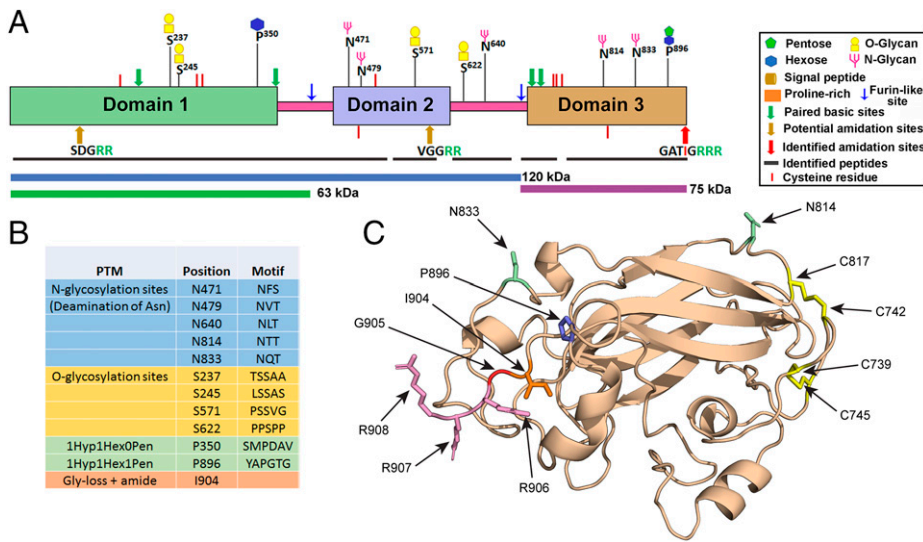 A
S237
S245
P350
N471
N479
S571
S622
N640
N814
N833
P896
Domain 1
Domain 2
Domain 3
SDGRR
VGGRR
GATIGRRR
120 kDa
63 kDa
75 kDa
Pentose
O-Glycan
Hexose
N-Glycan
Signal peptide
Proline-rich
Furin-like site
Paired basic sites
Potential amidation sites
Identified amidation sites
Identified peptides
Cysteine residue
B
PTM Position Motif
N-glycosylation sites N471 NFS
(Deamination of Asn) N479 NVT
N640 NLT
N814 NTT
N833 NQT
O-glycosylation sites S237 TSSAA
S245 LSSAS
S571 PSSVG
S622 PPSPP
1Hyp1Hex0Pen P350 SMPDAV
1Hyp1Hex1Pen P896 YAPGTG
Gly-loss + amide I904
C
N833
N814
P896
I904
G905
C817
C742
C739
C745
R908
R907
R906